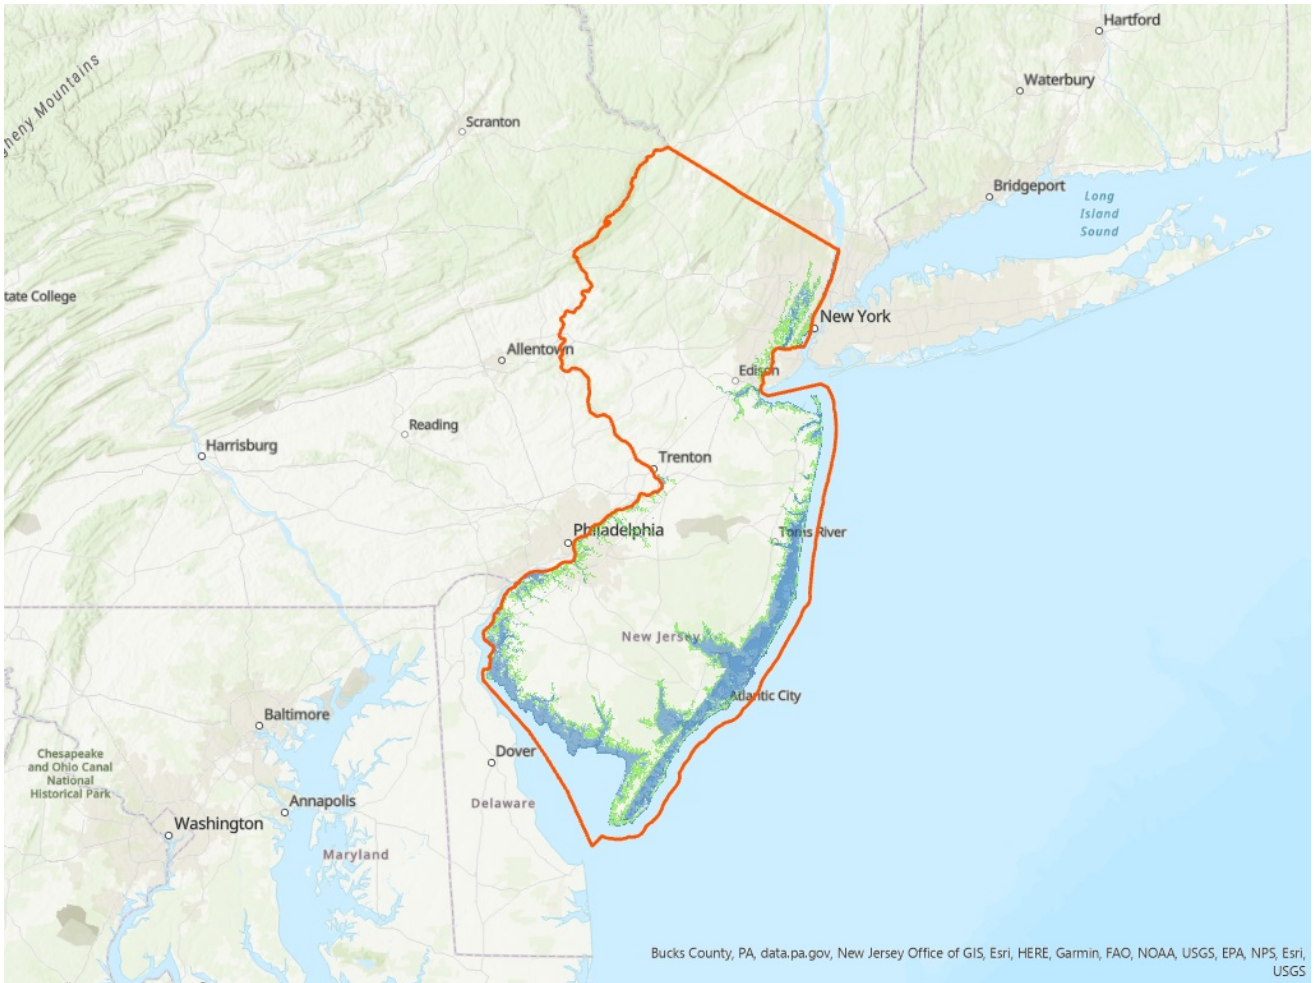 Hartford
Waterbury
gheny Mountains
Scranton
Bridgeport
Long
Island
Sound
tate College
New York
Allentown
Edison
Reading
Harrisburg
Trenton
Philadelphia
Toms River
New Jersey
Atlantic City
Baltimore
Chesapeake
and Ohio Canal
National
Historical Park
Dover
Annapolis
Delaware
Washington
Maryland
Bucks County, PA, data.pa.gov, New Jersey Office of GIS, Esri, HERE, Garmin, FAO, NOAA, USGS, EPA, NPS, Esri,
USGS